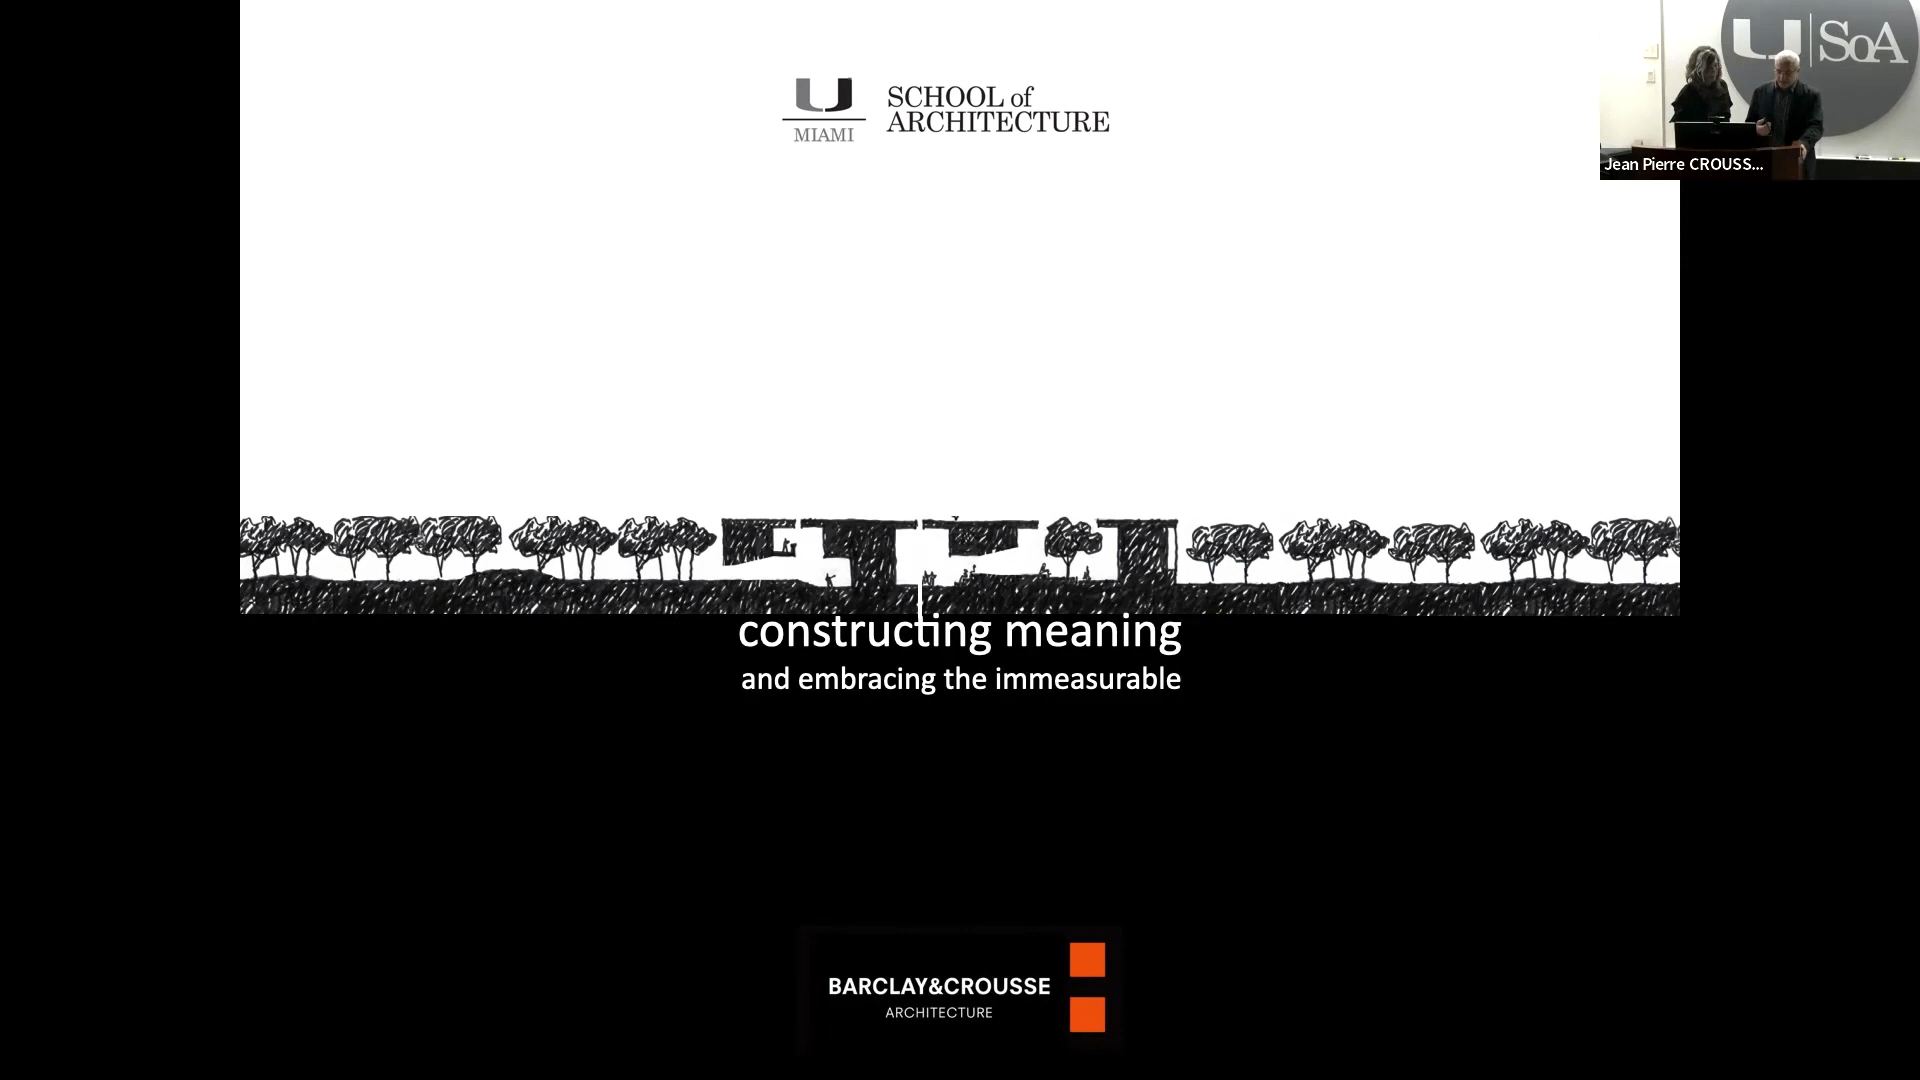 U
MIAMI
SCHOOL of
ARCHITECTURE
U SoA
Jean Pierre CROUSS...
constructing meaning
and embracing the immeasurable
BARCLAY&CROUSSE
ARCHITECTURE